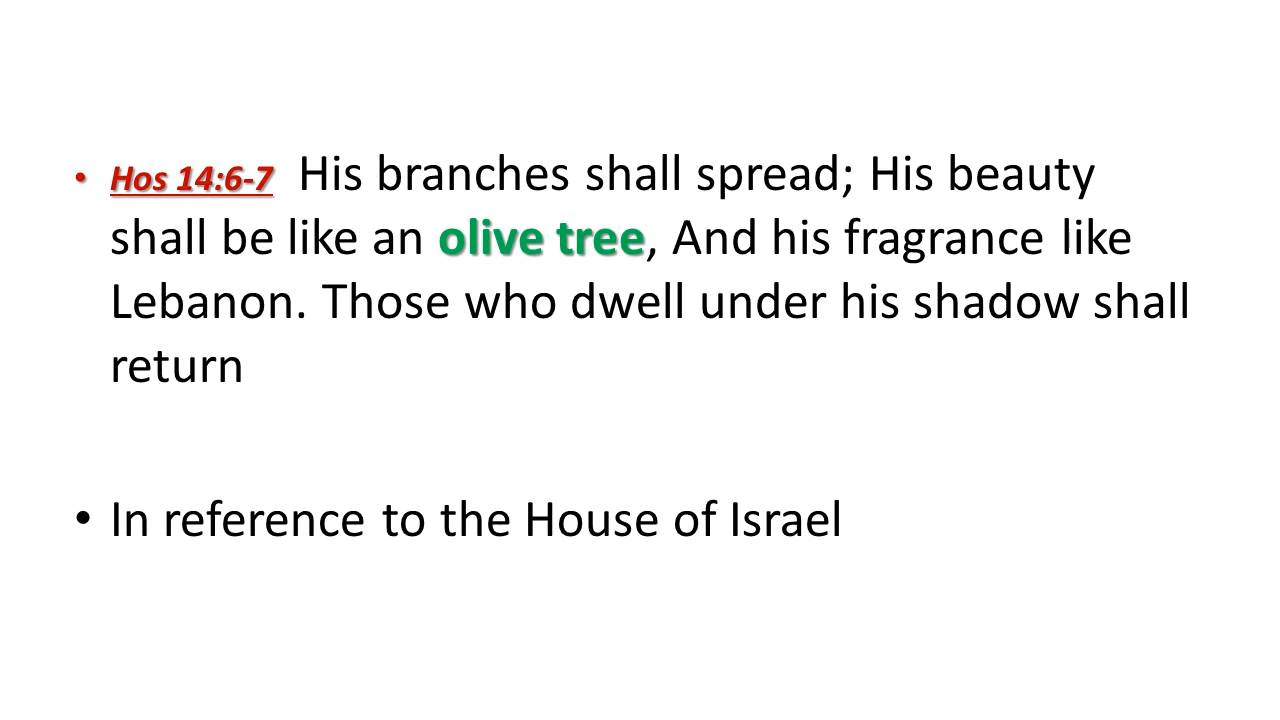 • Hos 14:6-7 His branches shall spread; His beauty
shall be like an olive tree, And his fragrance like
Lebanon. Those who dwell under his shadow shall
return
• In reference to the House of Israel